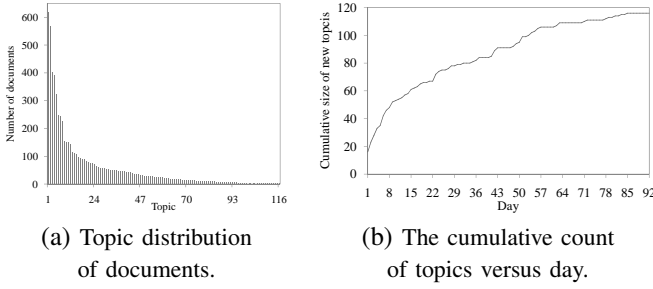 600
500
400
300
200
100
0
Number of documents
1 24 47 70 93 116
Topic
(a) Topic distribution
of documents.
120
100
80
60
40
20
0
Cumulative size of new topcis
1 8 15 22 29 36 43 50 57 64 71 78 85 92
Day
(b) The cumulative count
of topics versus day.